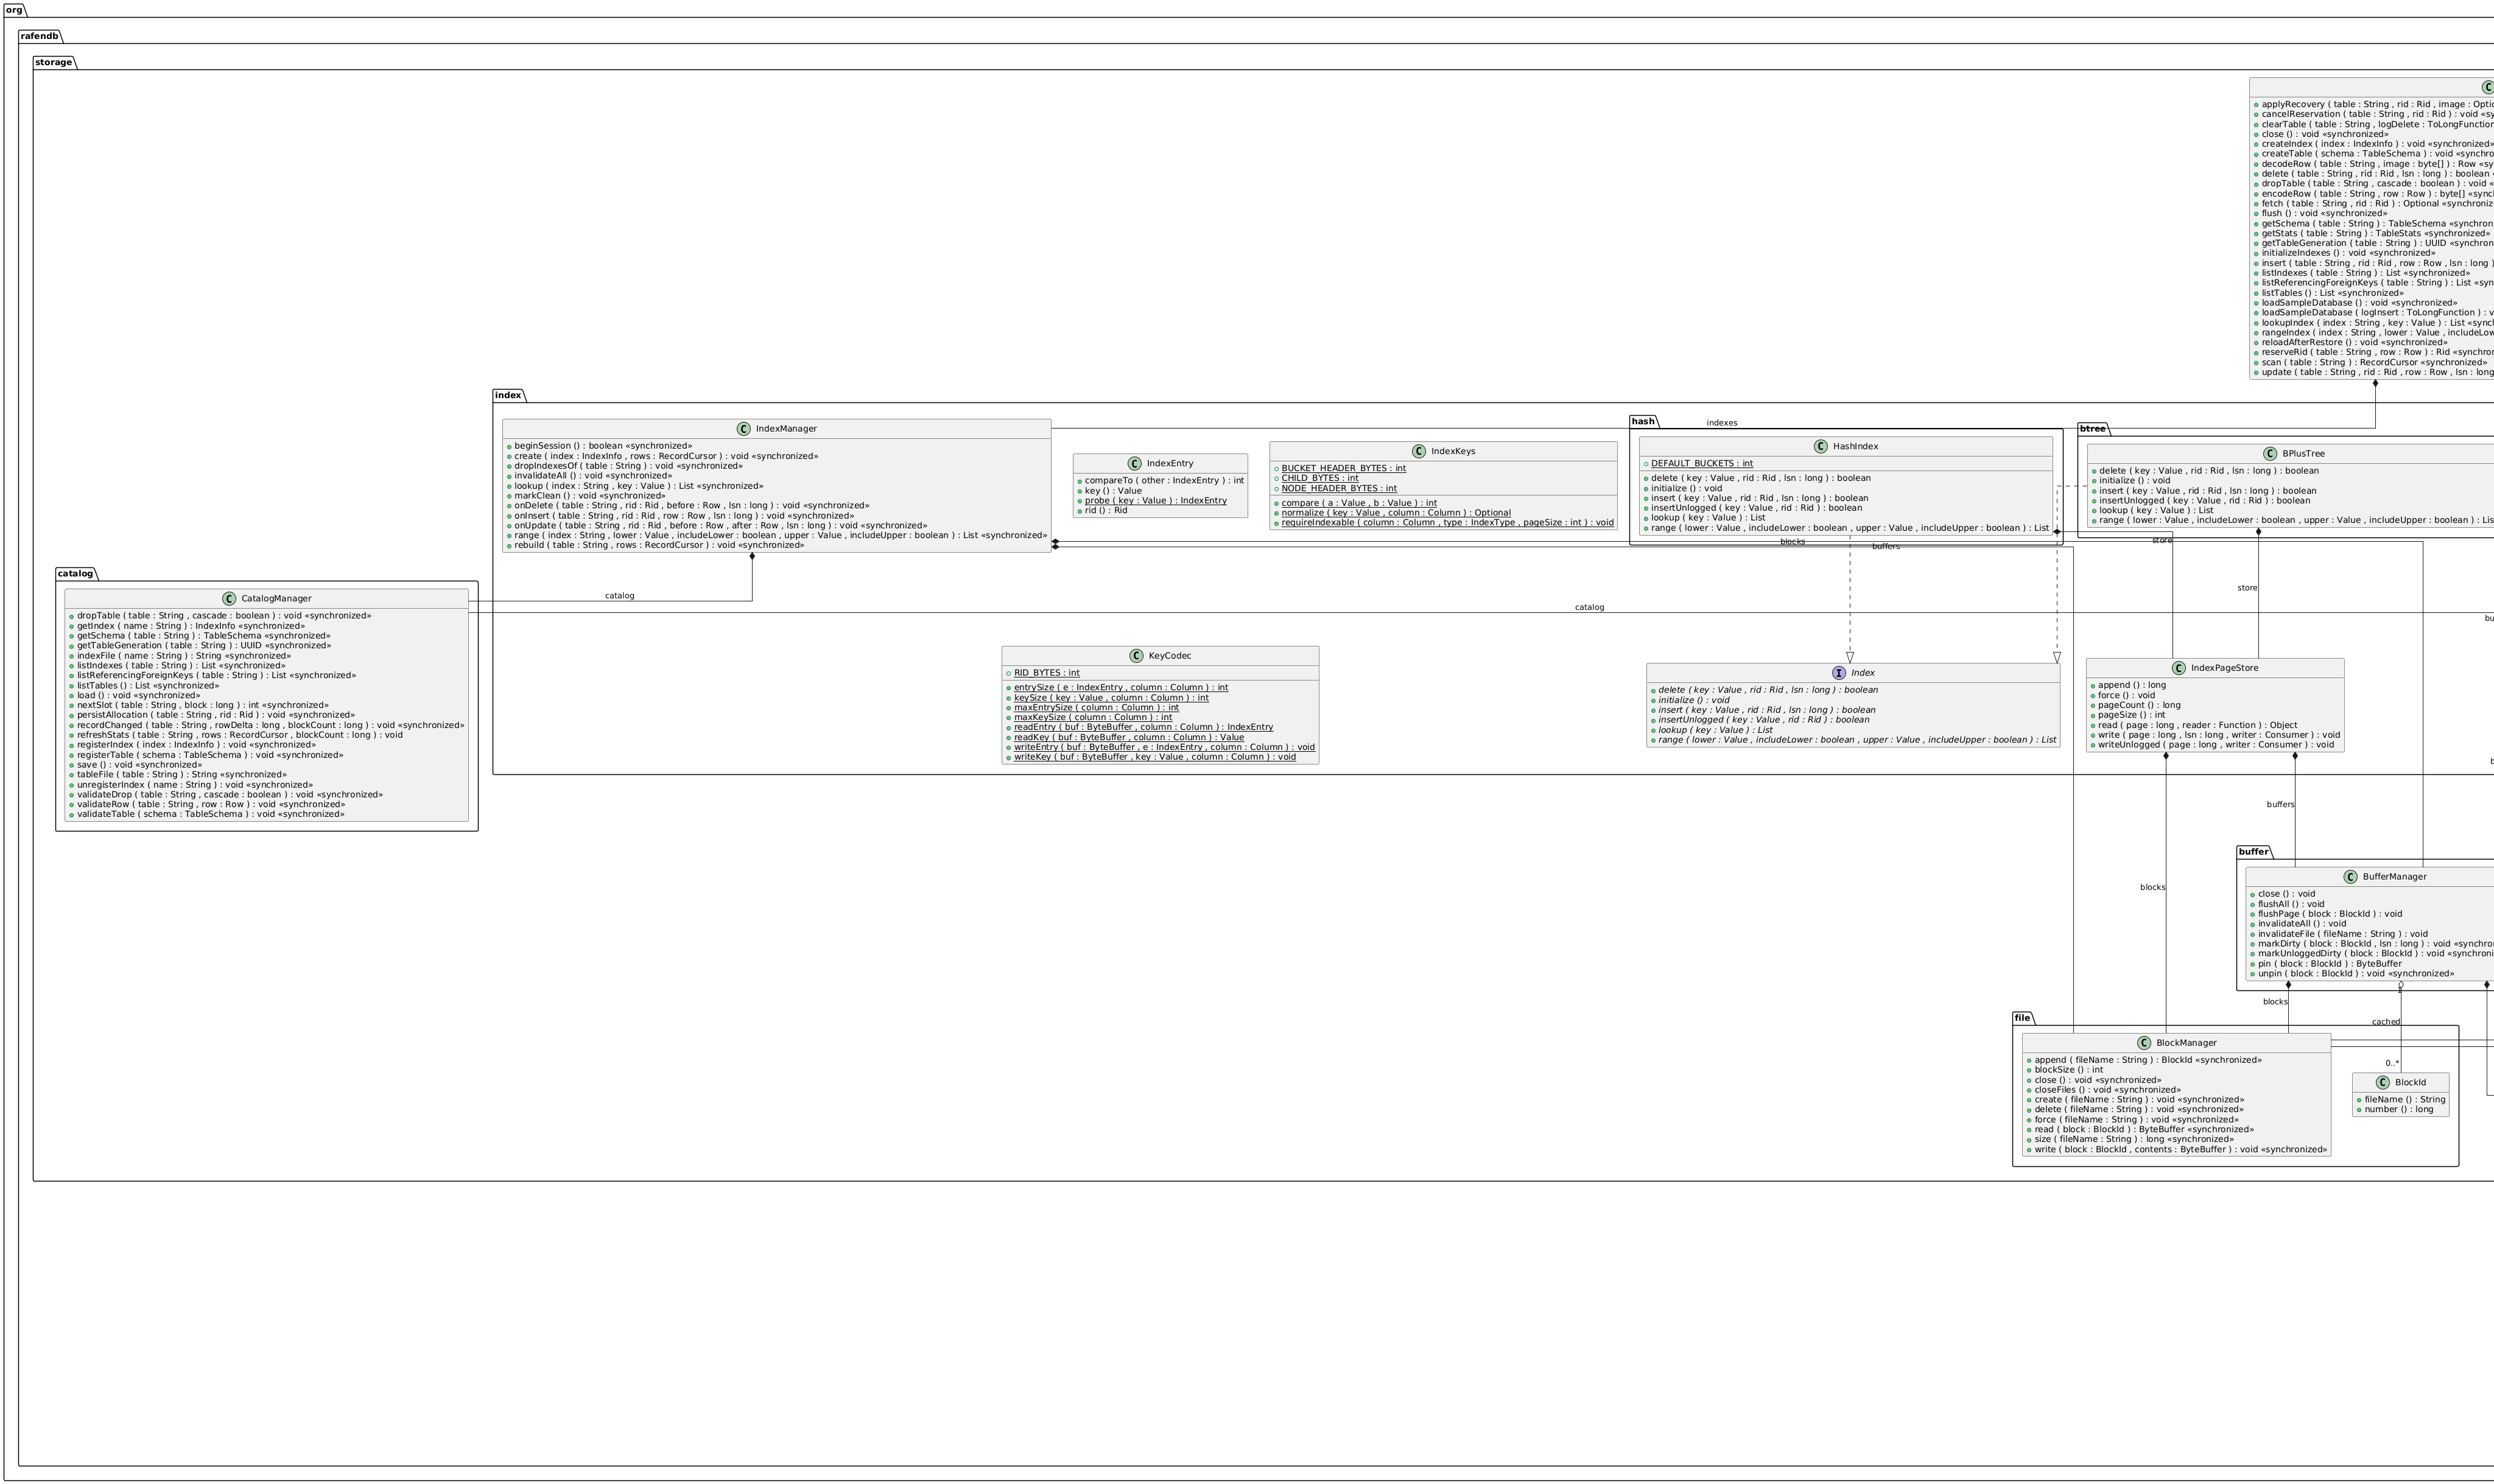 org
rafendb
storage
applyRecovery ( table : String , rid : Rid , image :
cancelReservation ( table : String , rid : Rid ) : void
clearTable ( table : String , logDelete :
close () : void «synchronized»
createIndex ( index : IndexInfo ) : void «synchronized»
createTable ( schema : TableSchema ) : void
decodeRow ( table : String , image : byte[] ) : Row
delete ( table : String , rid : Rid , lsn : long ) : boolean
dropTable ( table : String , cascade : boolean ) : void
encodeRow ( table : String , row : Row ) : byte[]
fetch ( table : String , rid : Rid ) : Optional
flush () : void «synchronized»
getSchema ( table : String ) : TableSchema
getStats ( table : String ) : TableStats «synchronized»
getTableGeneration ( table : String ) : UUID
initializeIndexes () : void «synchronized»
insert ( table : String , rid : Rid , row : Row , lsn : long )
listIndexes ( table : String ) : List «synchronized»
listReferencingForeignKeys ( table : String ) : List
listTables () : List «synchronized»
loadSampleDatabase () : void «synchronized»
loadSampleDatabase ( logInsert : ToLongFunction ) :
lookupIndex ( index : String , key : Value ) : List
rangeIndex ( index : String , lower : Value ,
reloadAfterRestore () : void «synchronized»
reserveRid ( table : String , row : Row ) : Rid
scan ( table : String ) : RecordCursor «synchronized»
update ( table : String , rid : Rid , row : Row , lsn : long
index
IndexManager
beginSession () : boolean «synchronized»
create ( index : IndexInfo , rows : RecordCursor ) : void «synchronized»
dropIndexesOf ( table : String ) : void «synchronized»
invalidateAll () : void «synchronized»
lookup ( index : String , key : Value ) : List «synchronized»
markClean () : void «synchronized»
onDelete ( table : String , rid : Rid , before : Row , lsn : long ) : void «synchronized»
onInsert ( table : String , rid : Rid , row : Row , lsn : long ) : void «synchronized»
onUpdate ( table : String , rid : Rid , before : Row , after : Row , lsn : long ) : void «synchronized»
range ( index : String , lower : Value , includeLower : boolean , upper : Value , includeUpper : boolean ) : List «synchronized»
rebuild ( table : String , rows : RecordCursor ) : void «synchronized»
IndexEntry
compareTo ( other : IndexEntry ) : int
key () : Value
probe ( key : Value ) : IndexEntry
rid () : Rid
IndexKeys
BUCKET_HEADER_BYTES : int
CHILD_BYTES : int
NODE_HEADER_BYTES : int
compare ( a : Value , b : Value ) : int
normalize ( key : Value , column : Column ) : Optional
requireIndexable ( column : Column , type : IndexType , pageSize : int ) : void
hash
indexes
HashIndex
DEFAULT_BUCKETS : int
delete ( key : Value , rid : Rid , lsn : long ) : boolean
initialize () : void
insert ( key : Value , rid : Rid , lsn : long ) : boolean
insertUnlogged ( key : Value , rid : Rid ) : boolean
lookup ( key : Value ) : List
range ( lower : Value , includeLower : boolean , upper : Value , includeUpper : boolean ) : List
btree
BPlusTree
delete ( key : Value , rid : Rid , lsn : long ) : boolean
initialize () : void
insert ( key : Value , rid : Rid , lsn : long ) : boolean
insertUnlogged ( key : Value , rid : Rid ) : boolean
lookup ( key : Value ) : List
range ( lower : Value , includeLower : boolean , upper : Value , includeUpper : boolean ) :
blocks
buffers
store
store
catalog
catalog
catalog
CatalogManager
dropTable ( table : String , cascade : boolean ) : void «synchronized»
getIndex ( name : String ) : IndexInfo «synchronized»
getSchema ( table : String ) : TableSchema «synchronized»
getTableGeneration ( table : String ) : UUID «synchronized»
indexFile ( name : String ) : String «synchronized»
listIndexes ( table : String ) : List «synchronized»
listReferencingForeignKeys ( table : String ) : List «synchronized»
listTables () : List «synchronized»
load () : void «synchronized»
nextSlot ( table : String , block : long ) : int «synchronized»
persistAllocation ( table : String , rid : Rid ) : void «synchronized»
recordChanged ( table : String , rowDelta : long , blockCount : long ) : void «synchronized»
refreshStats ( table : String , rows : RecordCursor , blockCount : long ) : void
registerIndex ( index : IndexInfo ) : void «synchronized»
registerTable ( schema : TableSchema ) : void «synchronized»
save () : void «synchronized»
tableFile ( table : String ) : String «synchronized»
unregisterIndex ( name : String ) : void «synchronized»
validateDrop ( table : String , cascade : boolean ) : void «synchronized»
validateRow ( table : String , row : Row ) : void «synchronized»
validateTable ( schema : TableSchema ) : void «synchronized»
KeyCodec
RID_BYTES : int
entrySize ( e : IndexEntry , column : Column ) : int
keySize ( key : Value , column : Column ) : int
maxEntrySize ( column : Column ) : int
maxKeySize ( column : Column ) : int
readEntry ( buf : ByteBuffer , column : Column ) : IndexEntry
readKey ( buf : ByteBuffer , column : Column ) : Value
writeEntry ( buf : ByteBuffer , e : IndexEntry , column : Column ) : void
writeKey ( buf : ByteBuffer , key : Value , column : Column ) : void
Index
delete ( key : Value , rid : Rid , lsn : long ) : boolean
initialize () : void
insert ( key : Value , rid : Rid , lsn : long ) : boolean
insertUnlogged ( key : Value , rid : Rid ) : boolean
lookup ( key : Value ) : List
range ( lower : Value , includeLower : boolean , upper : Value , includeUpper : boolean ) : List
IndexPageStore
append () : long
force () : void
pageCount () : long
pageSize () : int
read ( page : long , reader : Function ) : Object
write ( page : long , lsn : long , writer : Consumer ) : void
writeUnlogged ( page : long , writer : Consumer ) : void
buffers
blocks
buffer
BufferManager
close () : void
flushAll () : void
flushPage ( block : BlockId ) : void
invalidateAll () : void
invalidateFile ( fileName : String ) : void
markDirty ( block : BlockId , lsn : long ) : void
markUnloggedDirty ( block : BlockId ) : void
pin ( block : BlockId ) : ByteBuffer
unpin ( block : BlockId ) : void «synchronized»
blocks
1
cached
0..*
file
BlockManager
append ( fileName : String ) : BlockId «synchronized»
blockSize () : int
close () : void «synchronized»
closeFiles () : void «synchronized»
create ( fileName : String ) : void «synchronized»
delete ( fileName : String ) : void «synchronized»
force ( fileName : String ) : void «synchronized»
read ( block : BlockId ) : ByteBuffer «synchronized»
size ( fileName : String ) : long «synchronized»
write ( block : BlockId , contents : ByteBuffer ) : void «synchronized»
BlockId
fileName () : String
number () : long